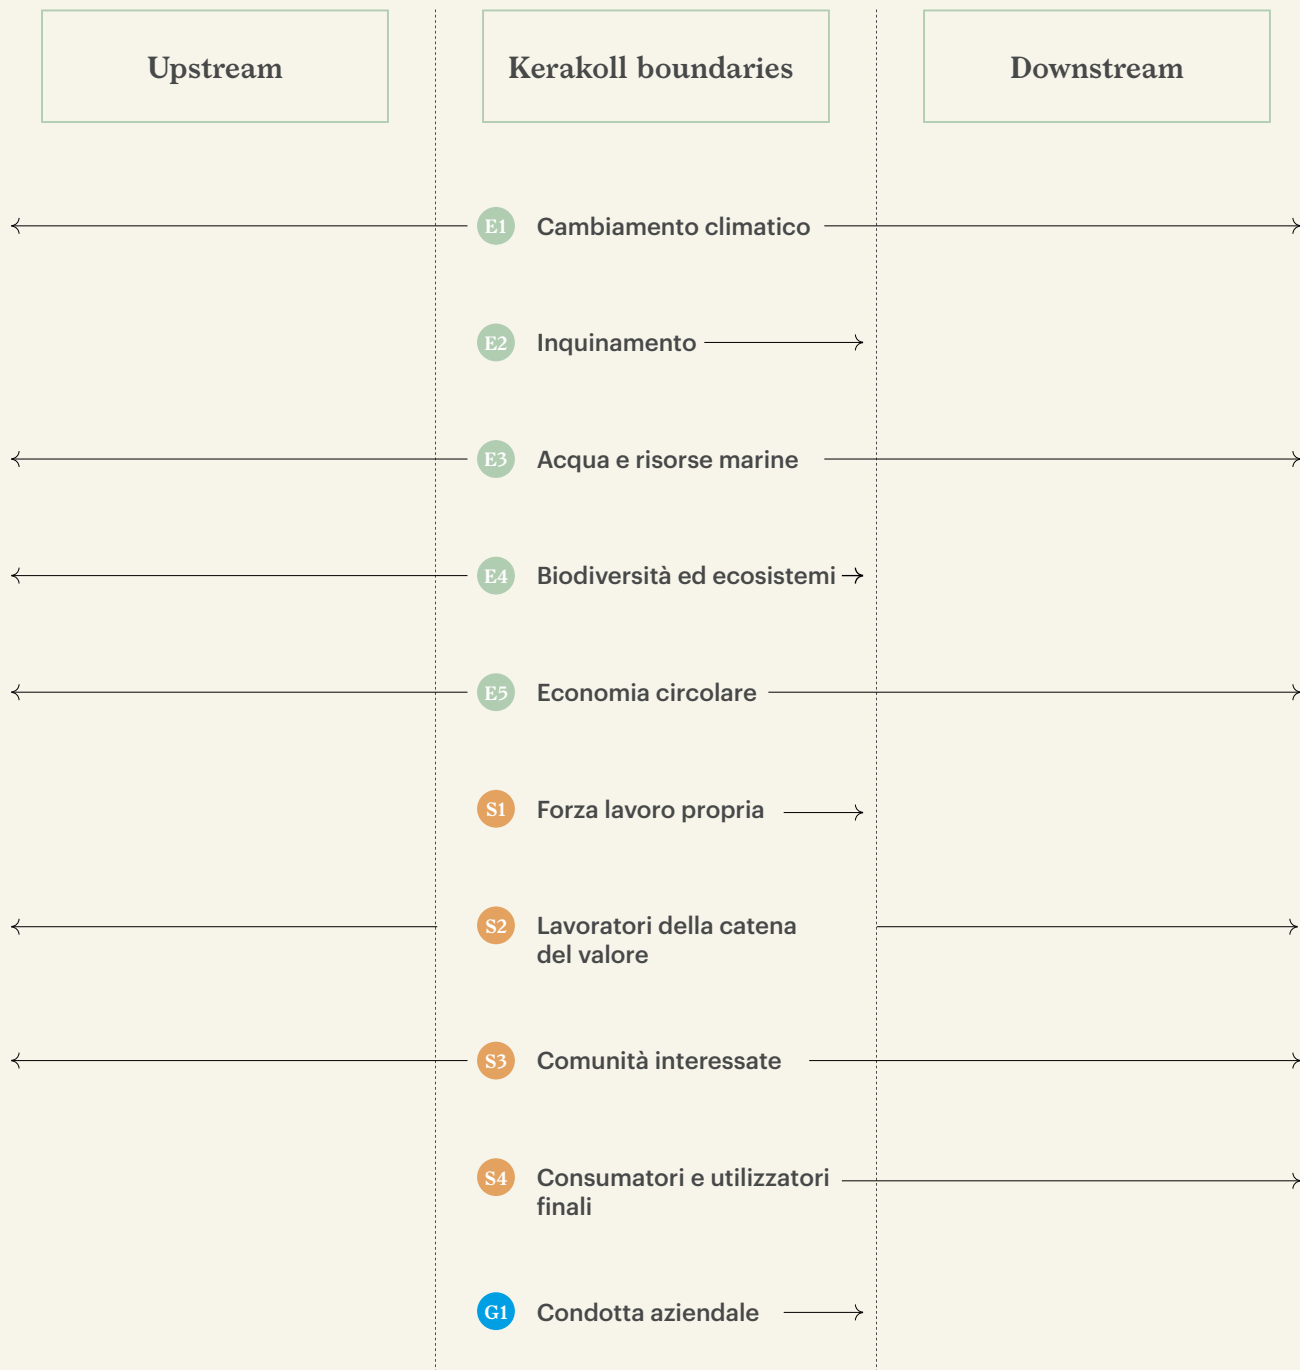 Upstream
Kerakoll boundaries
Downstream
E1 Cambiamento climatico
E2 Inquinamento
E3 Acqua e risorse marine
E4 Biodiversità ed ecosistemi
E5 Economia circolare
S1 Forza lavoro propria
S2 Lavoratori della catena
del valore
S3 Comunità interessate
S4 Consumatori e utilizzatori
finali
G1 Condotta aziendale